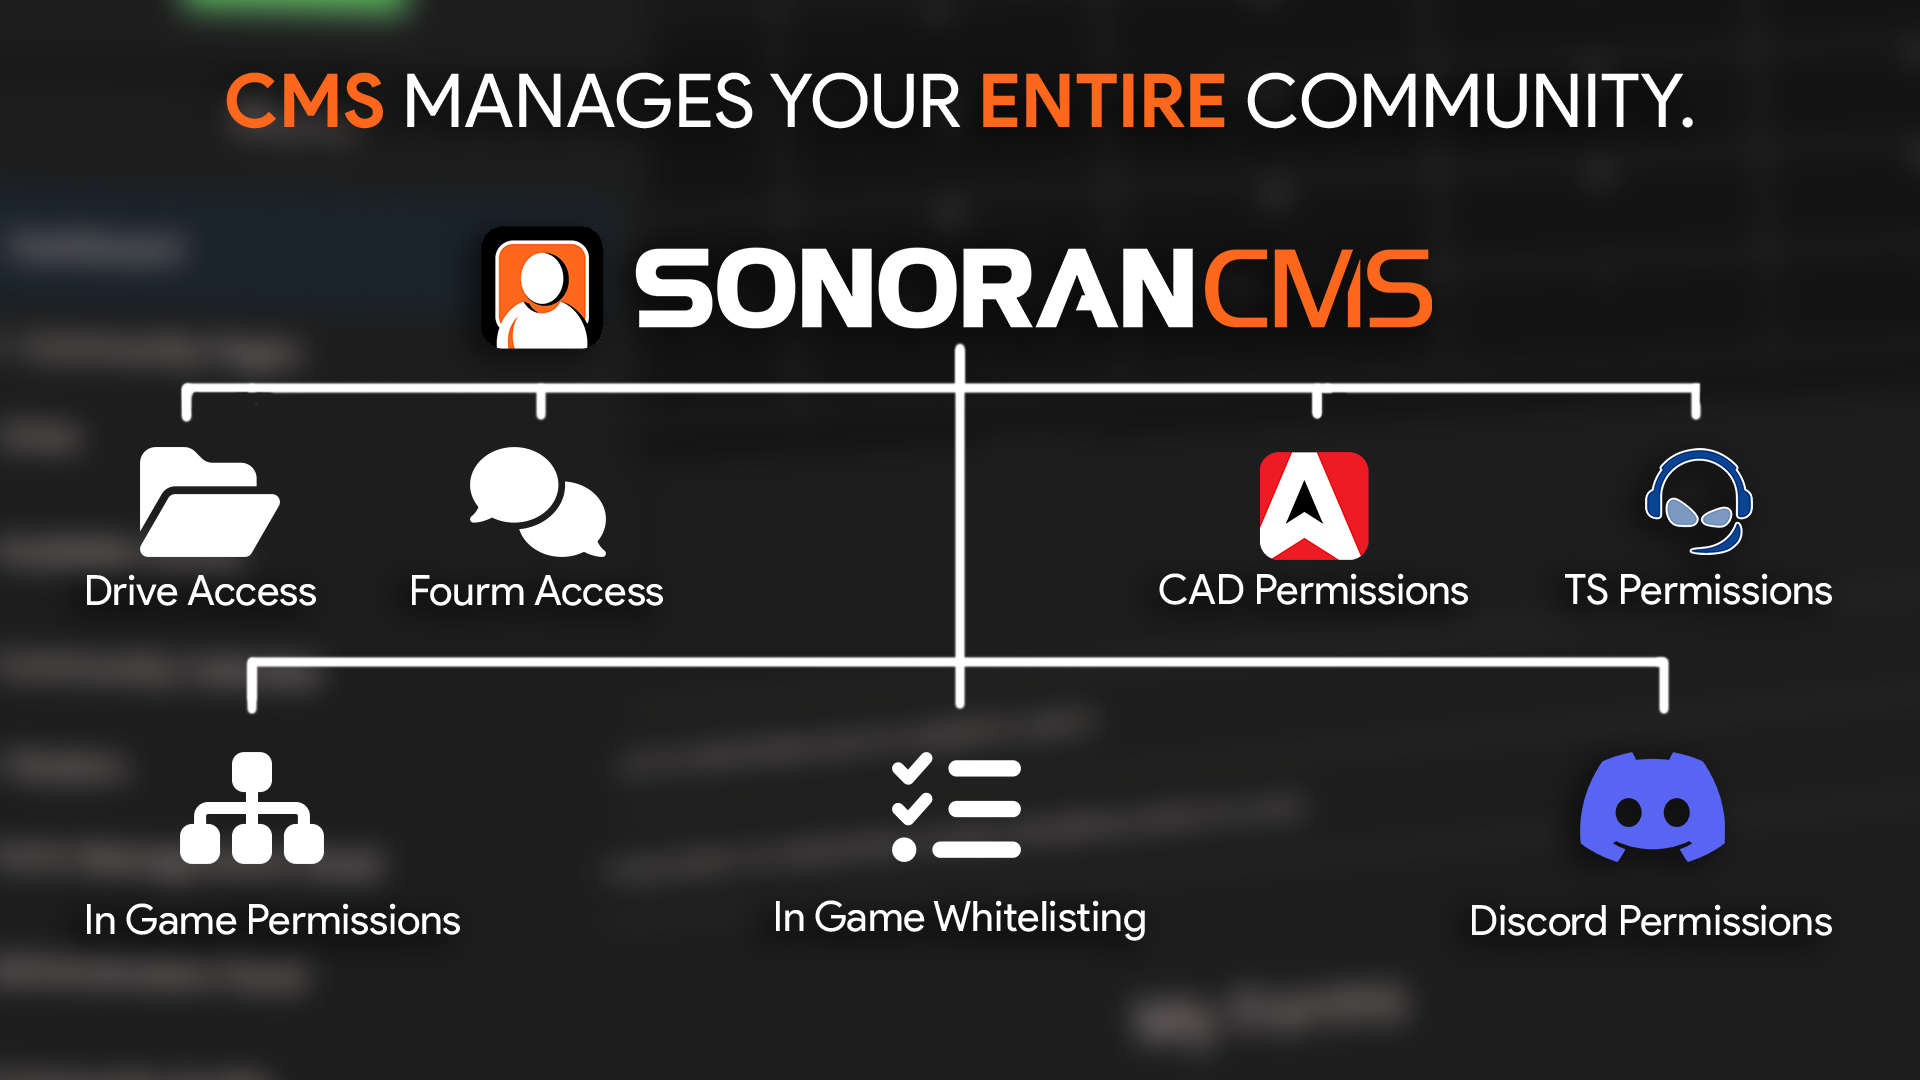 CMS MANAGES YOUR ENTIRE COMMUNITY.
SONORANCMS
Drive Access
Fourm Access
CAD Permissions
TS Permissions
In Game Permissions
In Game Whitelisting
Discord Permissions